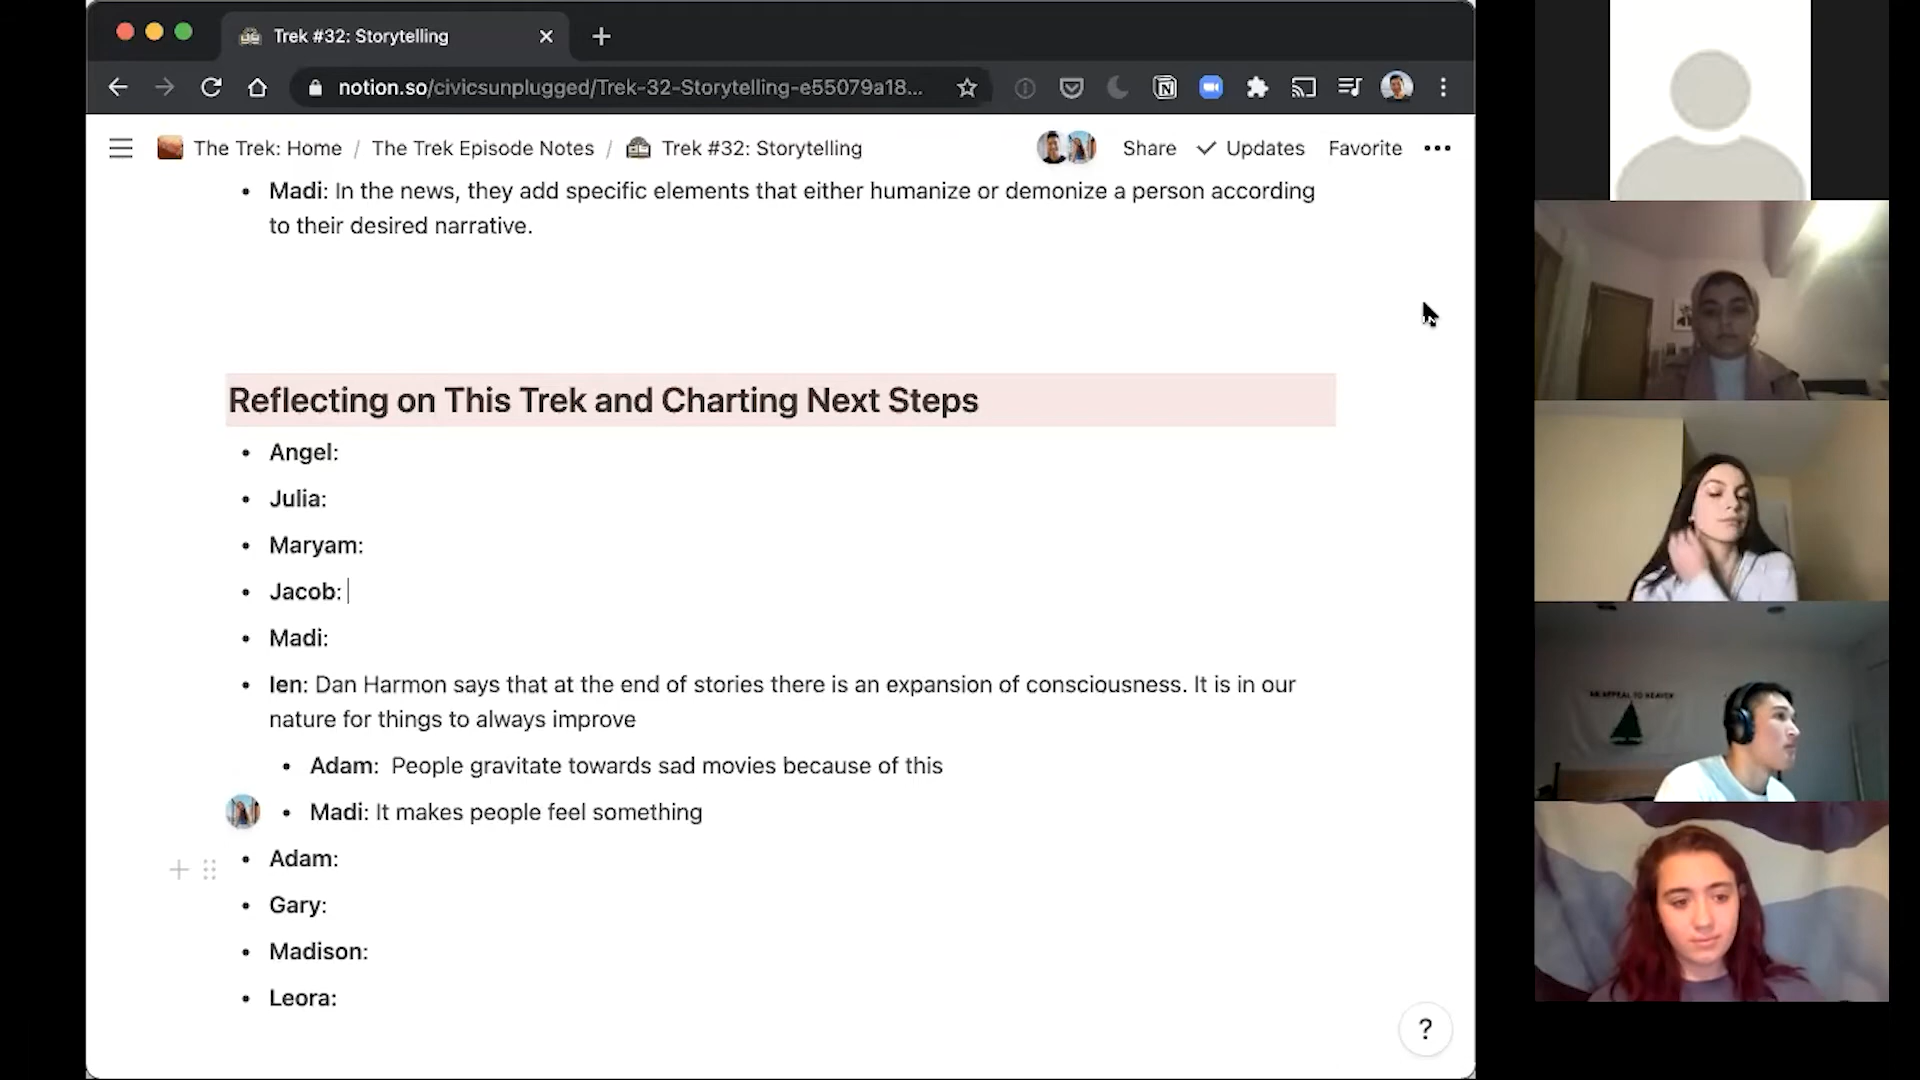 Trek #32: Storytelling
notion.so/civicsunplugged/Trek-32-Storytelling-e55079a18...
The Trek: Home / The Trek Episode Notes / Trek #32: Storytelling
Share
Updates
Favorite
• Madi: In the news, they add specific elements that either humanize or demonize a person according
to their desired narrative.
Reflecting on This Trek and Charting Next Steps
• Angel:
• Julia:
• Maryam:
• Jacob:
• Madi:
• Ien: Dan Harmon says that at the end of stories there is an expansion of consciousness. It is in our
nature for things to always improve
• Adam: People gravitate towards sad movies because of this
• Madi: It makes people feel something
• Adam:
• Gary:
• Madison:
• Leora:
?
AN APPEAL TO HEAVEN